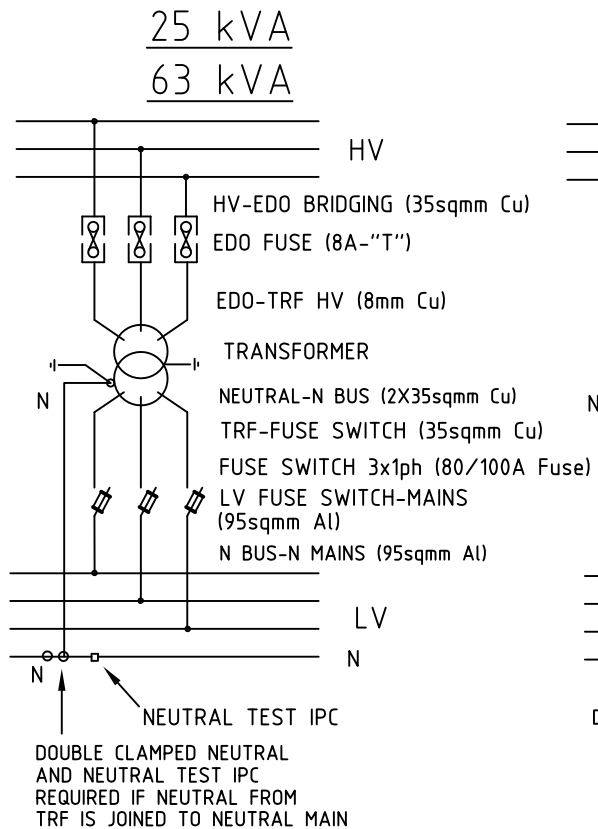 25 kVA
63 kVA
HV
HV-EDO BRIDGING (35sqmm Cu)
EDO FUSE (8A-"T")
EDO-TRF HV (8mm Cu)
TRANSFORMER
N
NEUTRAL-N BUS (2X35sqmm Cu)
N
TRF-FUSE SWITCH (35sqmm Cu)
FUSE SWITCH 3x1ph (80/100A Fuse)
LV FUSE SWITCH-MAINS
(95sqmm Al)
N BUS-N MAINS (95sqmm Al)
LV
N
N
NEUTRAL TEST IPC
DOUBLE CLAMPED NEUTRAL
AND NEUTRAL TEST IPC
REQUIRED IF NEUTRAL FROM
TRF IS JOINED TO NEUTRAL MAIN